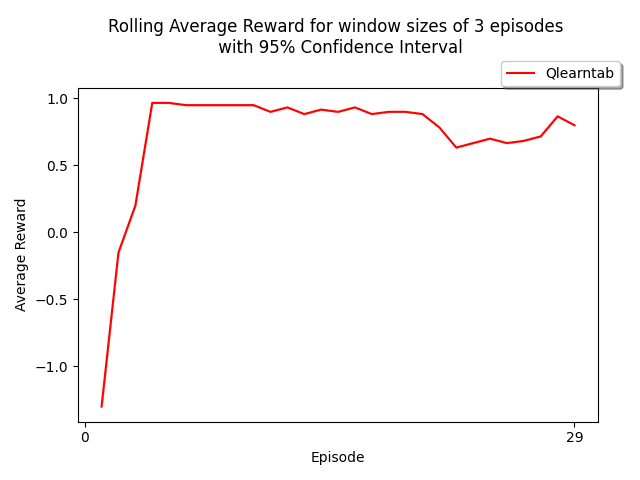 Rolling Average Reward for window sizes of 3 episodes
with 95% Confidence Interval
Qlearntab
1.0
0.5
0.0
−0.5
−1.0
Average Reward
0
29
Episode